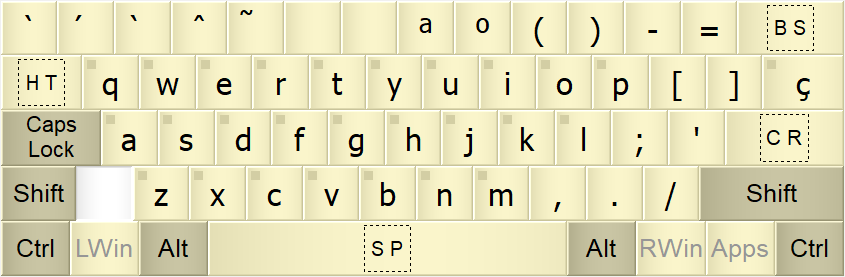 ` ´ ` ^ ~ ª º ( ) - = BS
HT q w e r t y u i o p [ ] ç
Caps Lock a s d f g h j k l ; ' CR
Shift z x c v b n m , . / Shift
Ctrl LWin Alt SP Alt RWin Apps Ctrl